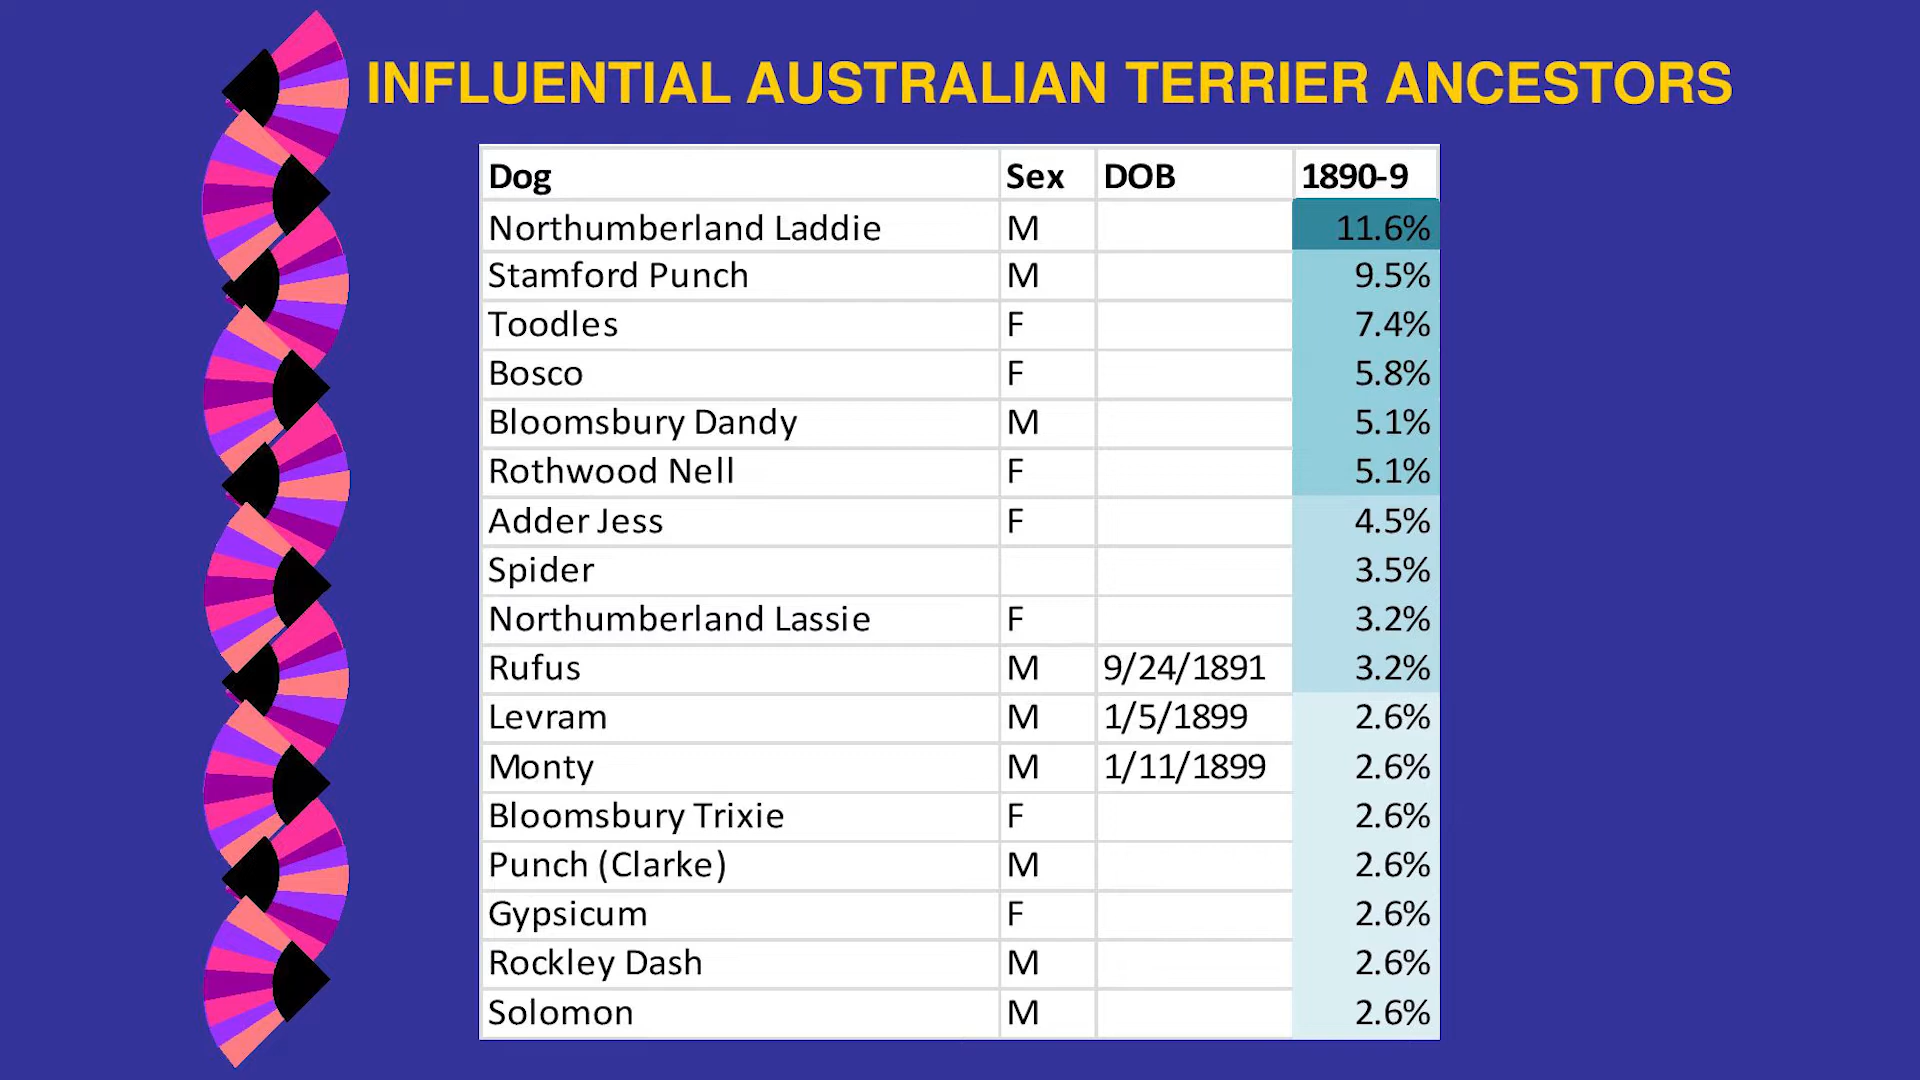 INFLUENTIAL AUSTRALIAN TERRIER ANCESTORS
Dog Sex DOB 1890-9
Northumberland Laddie M 11.6%
Stamford Punch M 9.5%
Toodles F 7.4%
Bosco F 5.8%
Bloomsbury Dandy M 5.1%
Rothwood Nell F 5.1%
Adder Jess F 4.5%
Spider 3.5%
Northumberland Lassie F 3.2%
Rufus M 9/24/1891 3.2%
Levram M 1/5/1899 2.6%
Monty M 1/11/1899 2.6%
Bloomsbury Trixie F 2.6%
Punch (Clarke) M 2.6%
Gypsicum F 2.6%
Rockley Dash M 2.6%
Solomon M 2.6%